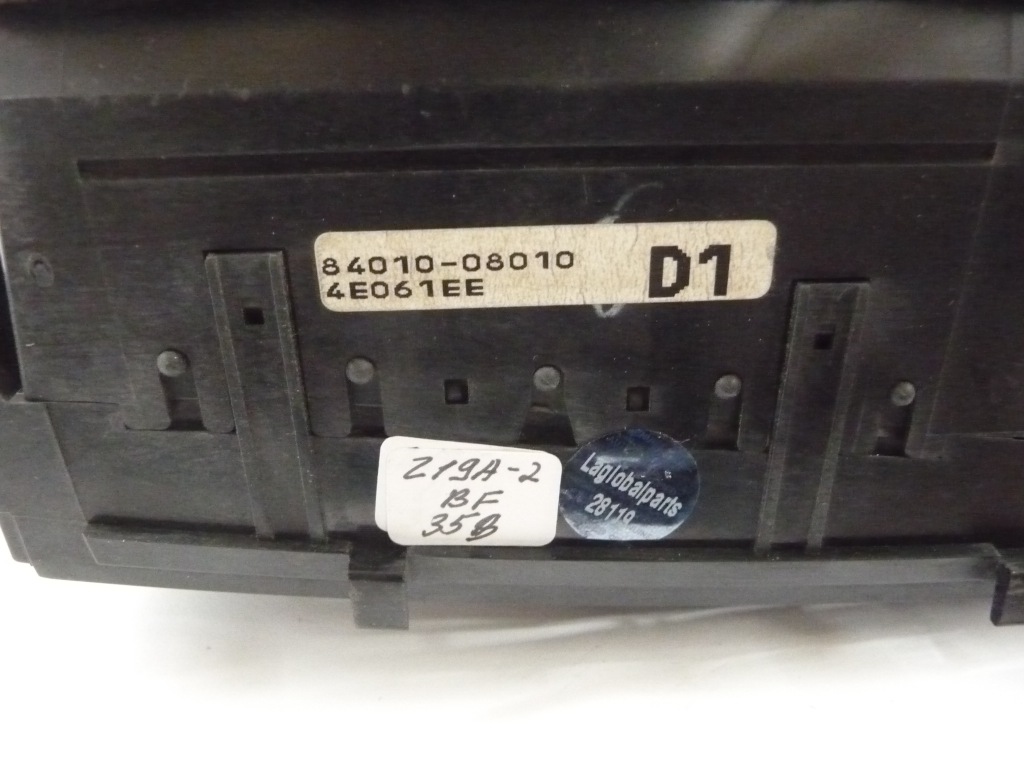 84010-08010
4E061EE
D1
Z19A-2
BF
35B
Laglobalparts
28119